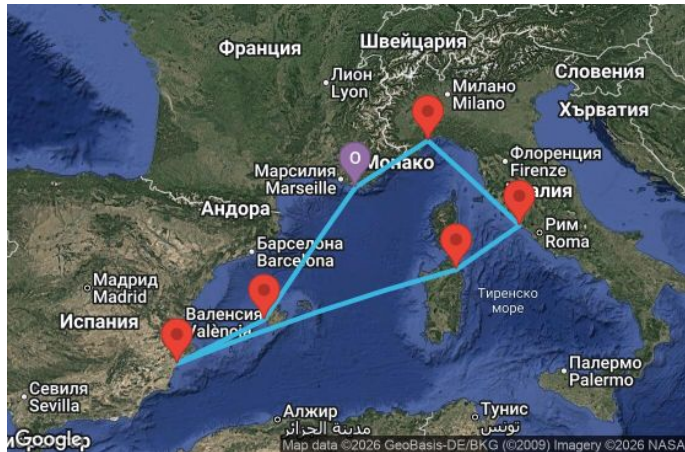 Франция
Швейцария
Словения
Лион
Lyon
Милано
Milano
Хърватия
Марсилия
Marseille
Монако
Флоренция
Firenze
Италия
Андора
Барселона
Barcelona
Рим
Roma
Мадрид
Madrid
Валенсия
València
Испания
Тиренско
море
Палермо
Palermo
Севиля
Sevilla
Алжир
مدينة الجزائر
Тунис
تونس
Google
Map data ©2026 GeoBasis-DE/BKG (©2009) Imagery ©2026 NASA
O